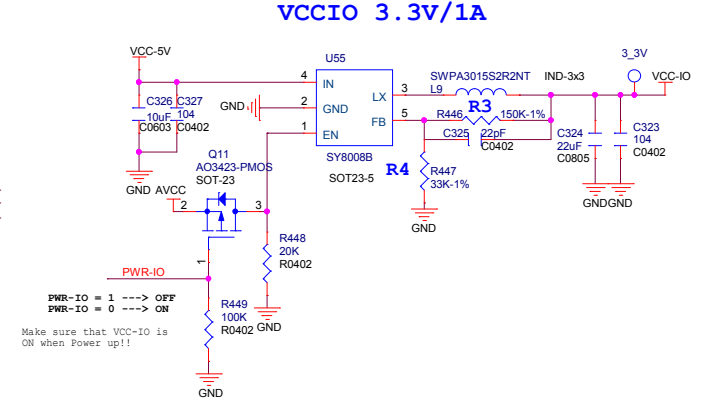 VCCIO 3.3V/1A
VCC-5V
U55
3_3V
4
IN
SWPA3015S2R2NT
IND-3x3
VCC-IO
C326
C327
10uF
104
C0603
C0402
GND
2
GND
LX
3
L9
R3
FB
5
R446
150K-1%
1
EN
C325
22pF
C0402
C324
22uF
C0805
C323
104
C0402
SY8008B
SOT23-5
R4
R447
33K-1%
Q11
AO3423-PMOS
SOT-23
GND
AVCC
2
3
GND
GND
GND
R448
20K
R0402
1
PWR-IO
PWR-IO = 1 ---> OFF
PWR-IO = 0 ---> ON
Make sure that VCC-IO is
ON when Power up!!
R449
100K
R0402
GND
GND